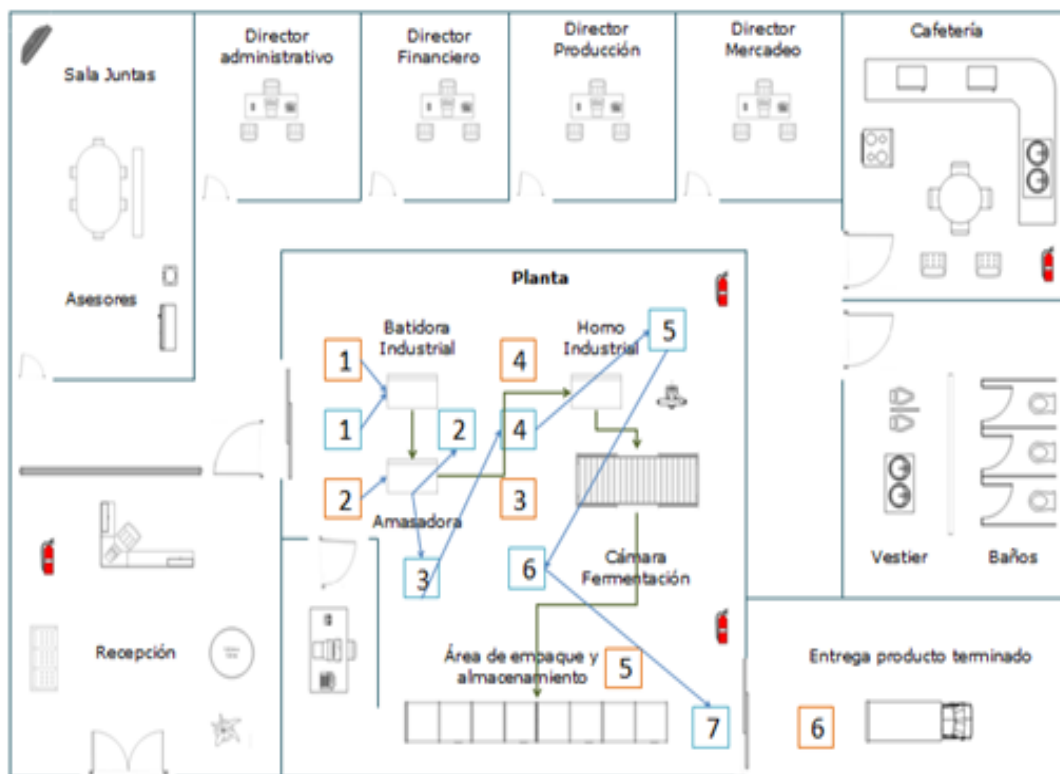 Director
administrativo
Director
Financiero
Director
Producción
Director
Mercadeo
Cafetería
Sala Juntas
Asesores
Planta
Batidora
Industrial
Horno
Industrial
1
1
2
2
4
4
3
5
Amasadora
3
6
Cámara
Fermentación
Vestier
Baños
Recepción
Área de empaque y
almacenamiento
5
7
Entrega producto terminado
6